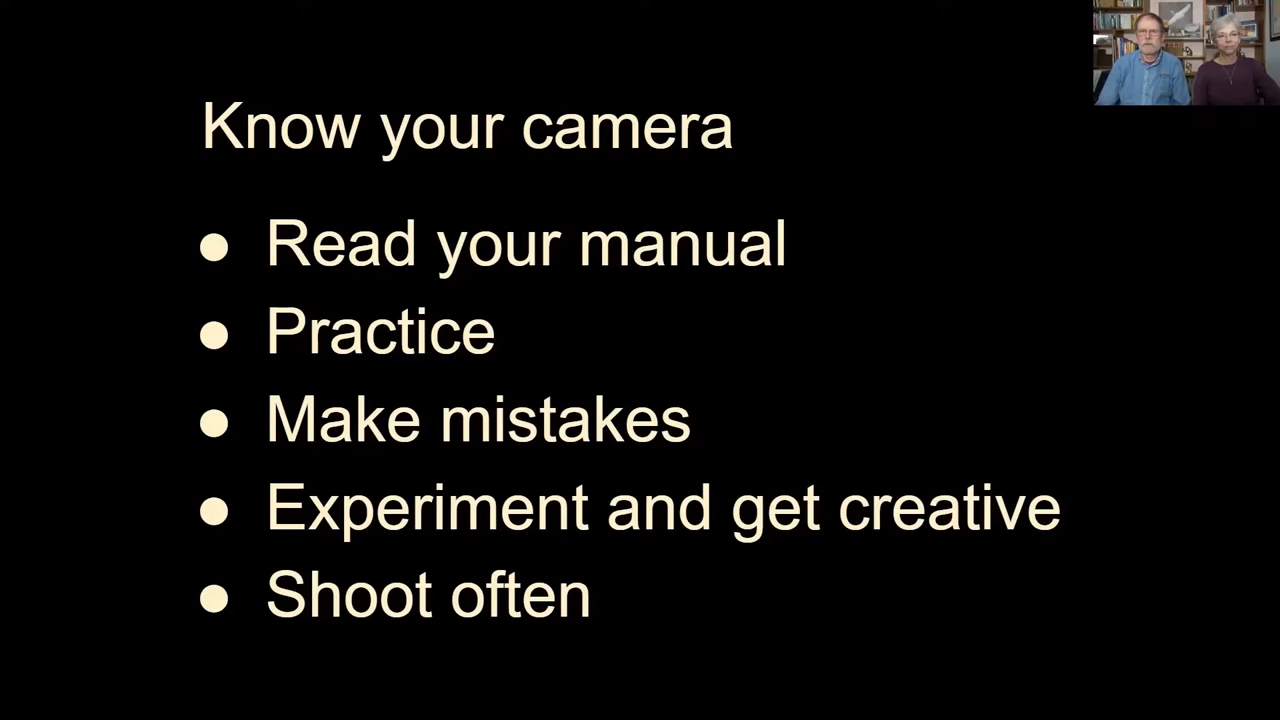 Know your camera
● Read your manual
● Practice
● Make mistakes
● Experiment and get creative
● Shoot often